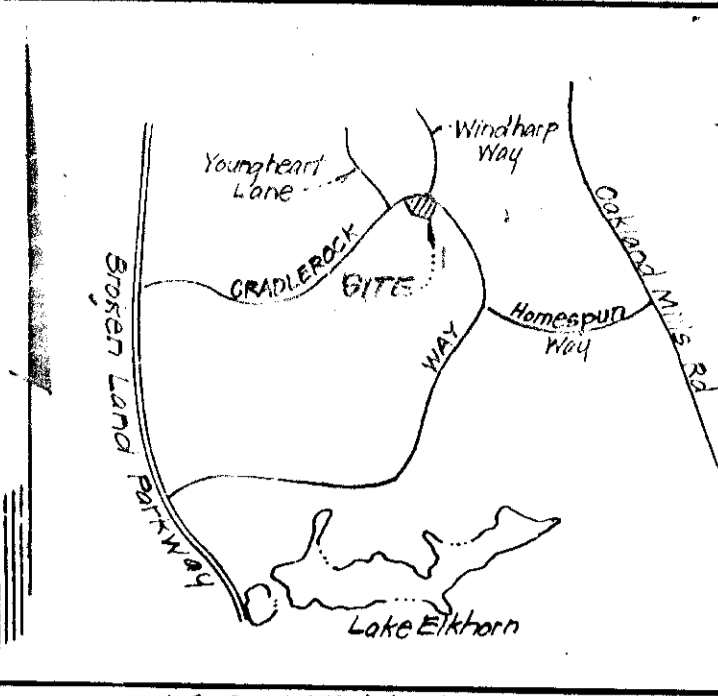 Windharp
Way
Youngheart
Lane
Oakland Mills Rd
CRADLEROCK
SITE
WAY
Homespun
Way
Broken Land Parkway
Lake Elkhorn